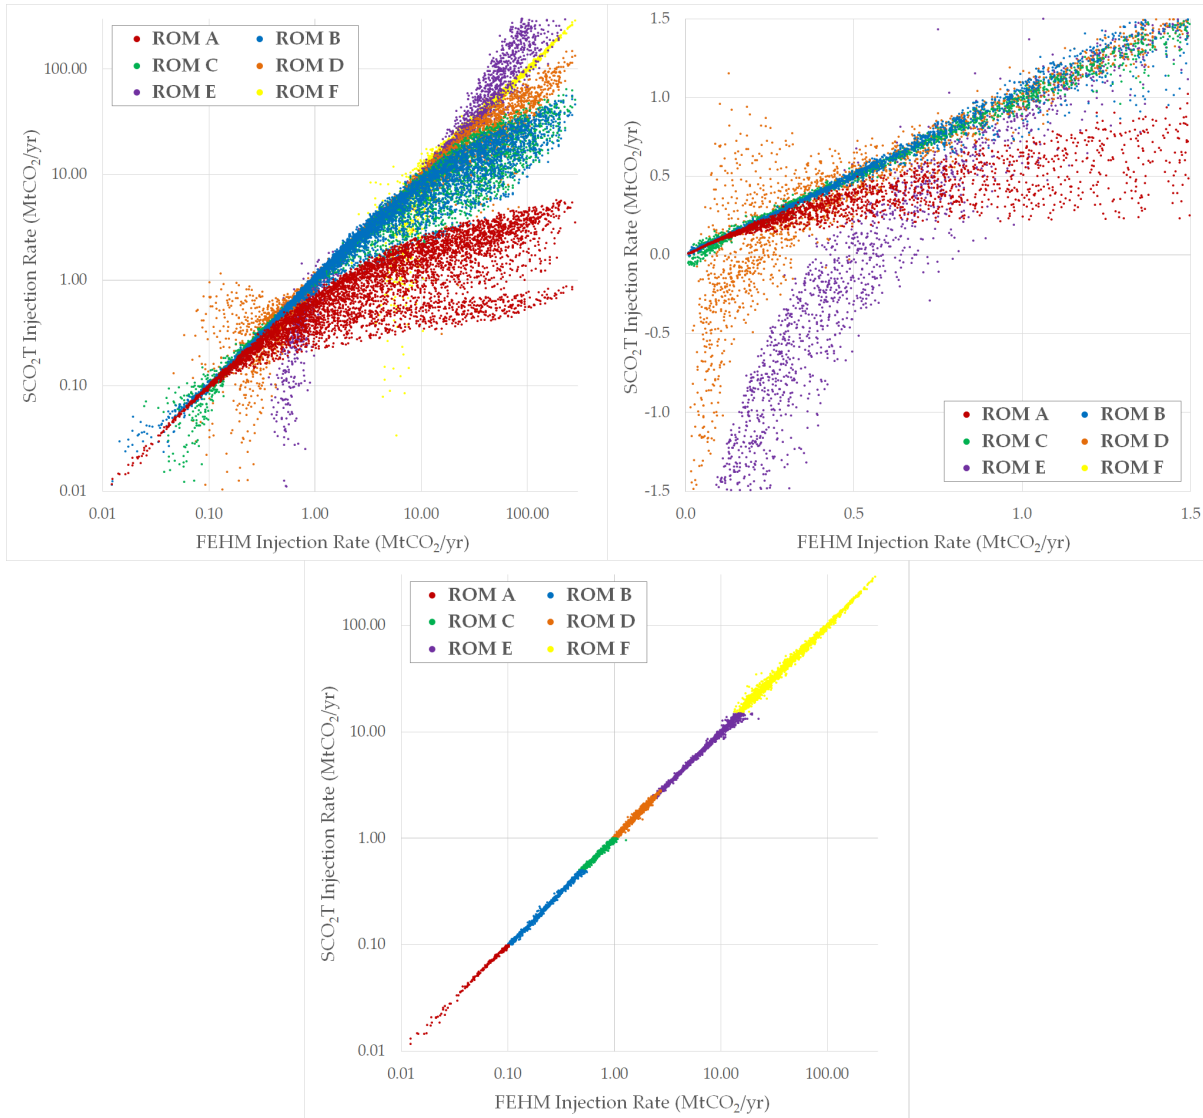 ROM A ROM B
ROM C ROM D
ROM E ROM F
SCO₂T Injection Rate (MtCO₂/yr)
100.00
10.00
1.00
0.10
0.01
0.01 0.10 1.00 10.00 100.00
FEHM Injection Rate (MtCO₂/yr)
SCO₂T Injection Rate (MtCO₂/yr)
1.5
1.0
0.5
0.0
-0.5
-1.0
-1.5
ROM A ROM B
ROM C ROM D
ROM E ROM F
0.0 0.5 1.0 1.5
FEHM Injection Rate (MtCO₂/yr)
ROM A ROM B
ROM C ROM D
ROM E ROM F
SCO₂T Injection Rate (MtCO₂/yr)
100.00
10.00
1.00
0.10
0.01
0.01 0.10 1.00 10.00 100.00
FEHM Injection Rate (MtCO₂/yr)